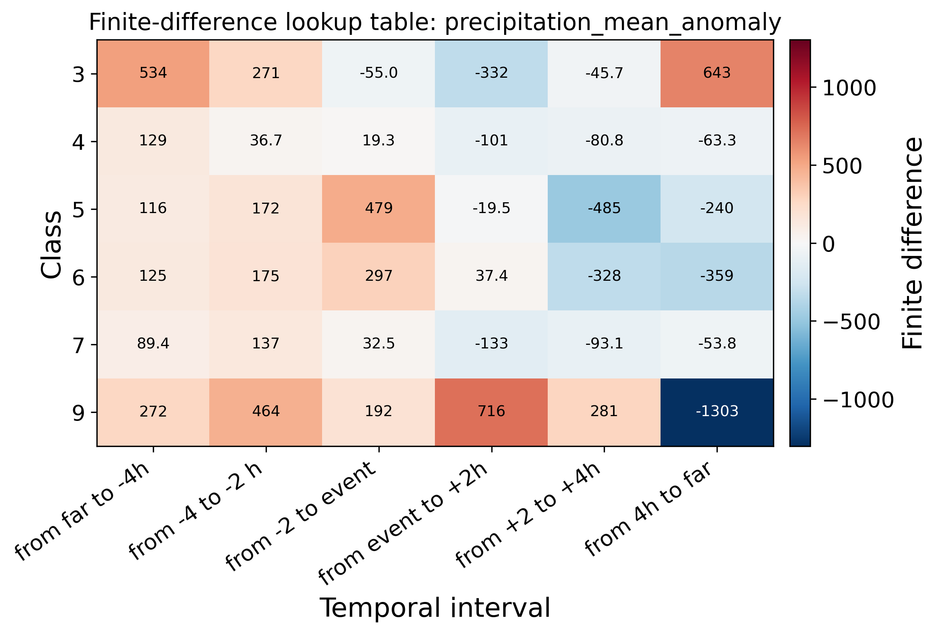 Finite-difference lookup table: precipitation_mean_anomaly
3 534 271 -55.0 -332 -45.7 643
4 129 36.7 19.3 -101 -80.8 -63.3
5 116 172 479 -19.5 -485 -240
6 125 175 297 37.4 -328 -359
7 89.4 137 32.5 -133 -93.1 -53.8
9 272 464 192 716 281 -1303
Class
from far to -4h
from -4 to -2 h
from -2 to event
from event to +2h
from +2 to +4h
from 4h to far
Temporal interval
1000
500
0
−500
−1000
Finite difference